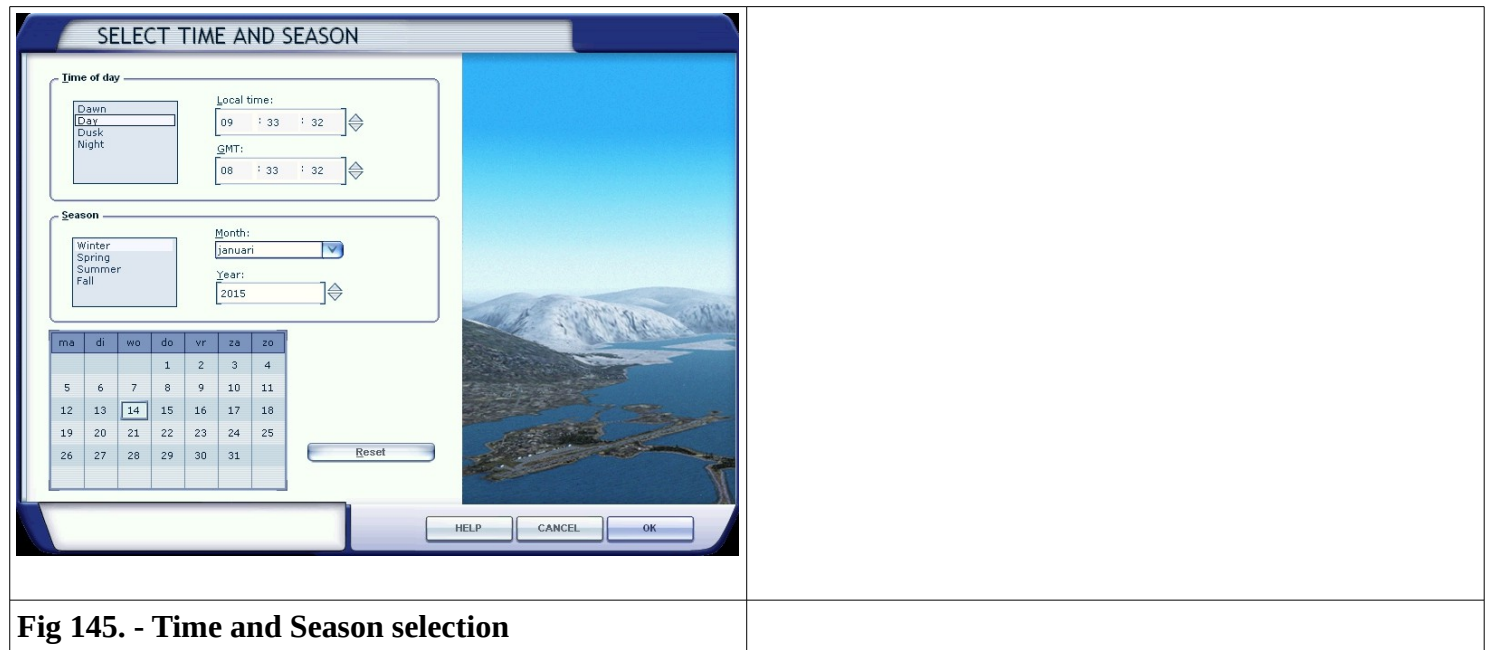 SELECT TIME AND SEASON
Time of day
Dawn
Day
Dusk
Night
Local time:
09 : 33 : 32
GMT:
08 : 33 : 32
Season
Winter
Spring
Summer
Fall
Month:
januari
Year:
2015
ma di wo do vr za zo
1 2 3 4
5 6 7 8 9 10 11
12 13 14 15 16 17 18
19 20 21 22 23 24 25
26 27 28 29 30 31
Reset
HELP CANCEL OK
Fig 145. - Time and Season selection